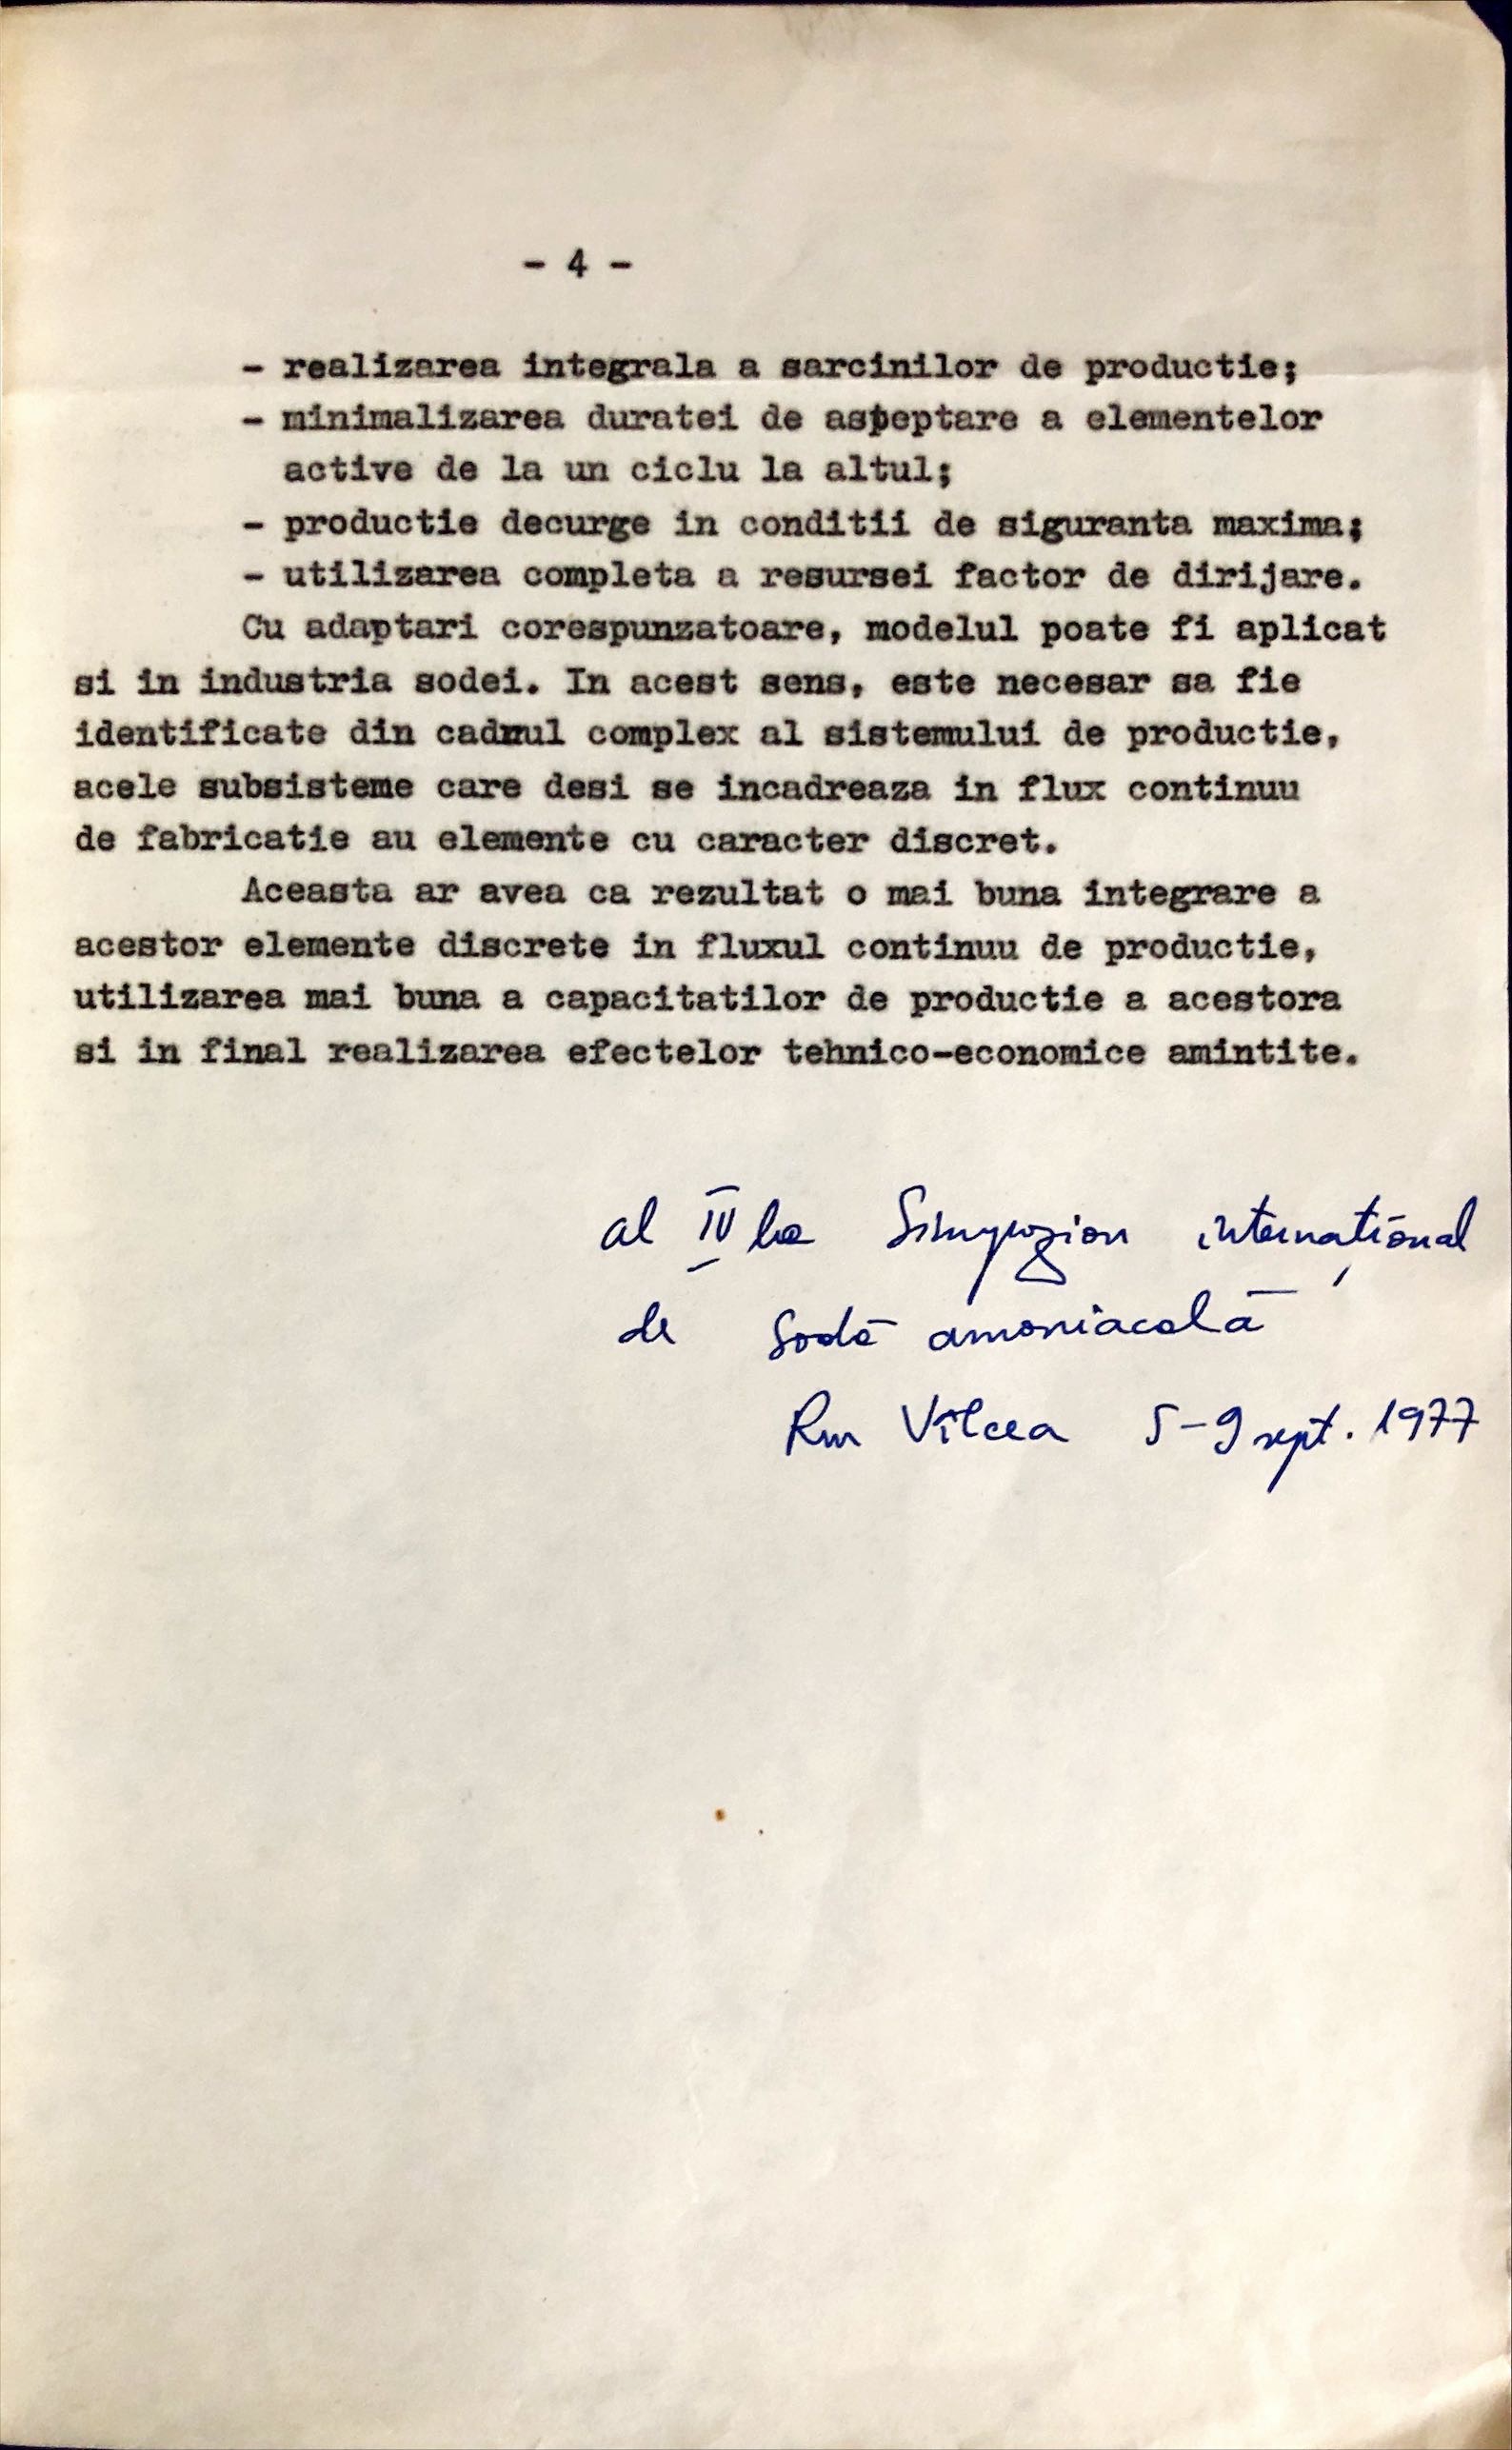 - 4 -
- realizarea integrala a sarcinilor de productie;
- minimalizarea duratei de asteptare a elementelor
active de la un ciclu la altul;
- productie decurge in conditii de siguranta maxima;
- utilizarea completa a resursei factor de dirijare.
Cu adaptari corespunzatoare, modelul poate fi aplicat
si in industria sodei. In acest sens, este necesar sa fie
identificate din cadrul complex al sistemului de productie,
acele subsisteme care desi se incadreaza in flux continuu
de fabricatie au elemente cu caracter discret.
Aceasta ar avea ca rezultat o mai buna integrare a
acestor elemente discrete in fluxul continuu de productie,
utilizarea mai buna a capacitatilor de productie a acestora
si in final realizarea efectelor tehnico-economice amintite.
al IV lea Simpozion internațional
de sodă amoniacală
Rm Vîlcea 5-9 sept. 1977